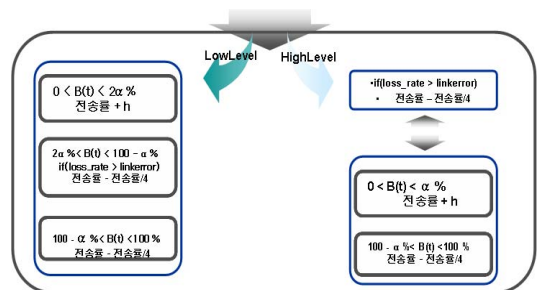 LowLevel
HighLevel
0 < B(t) < 2α %
전송률 + h
2α %< B(t) < 100 - α %
if(loss_rate > linkerror)
전송률 - 전송률/4
100 - α %< B(t) <100 %
전송률 - 전송률/4
•if(loss_rate > linkerror)
• 전송률 – 전송률/4
0 < B(t) < α %
전송률 + h
100 - α %< B(t) <100 %
전송률 - 전송률/4